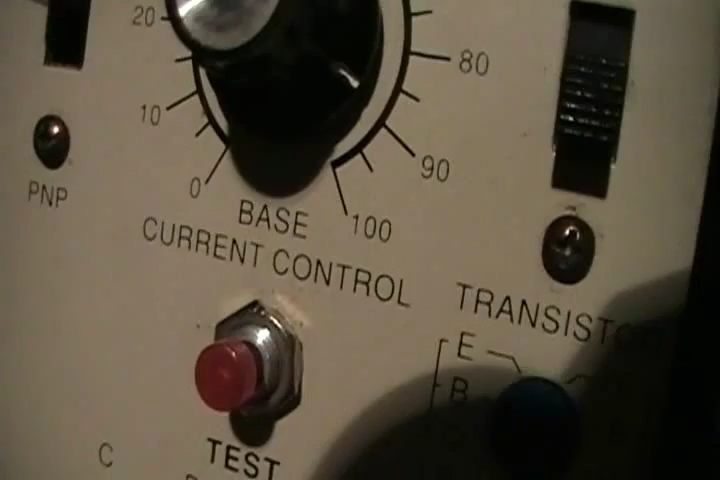 20
80
10
90
0
PNP
BASE
100
CURRENT CONTROL
TRANSIST
E
B
TEST
C